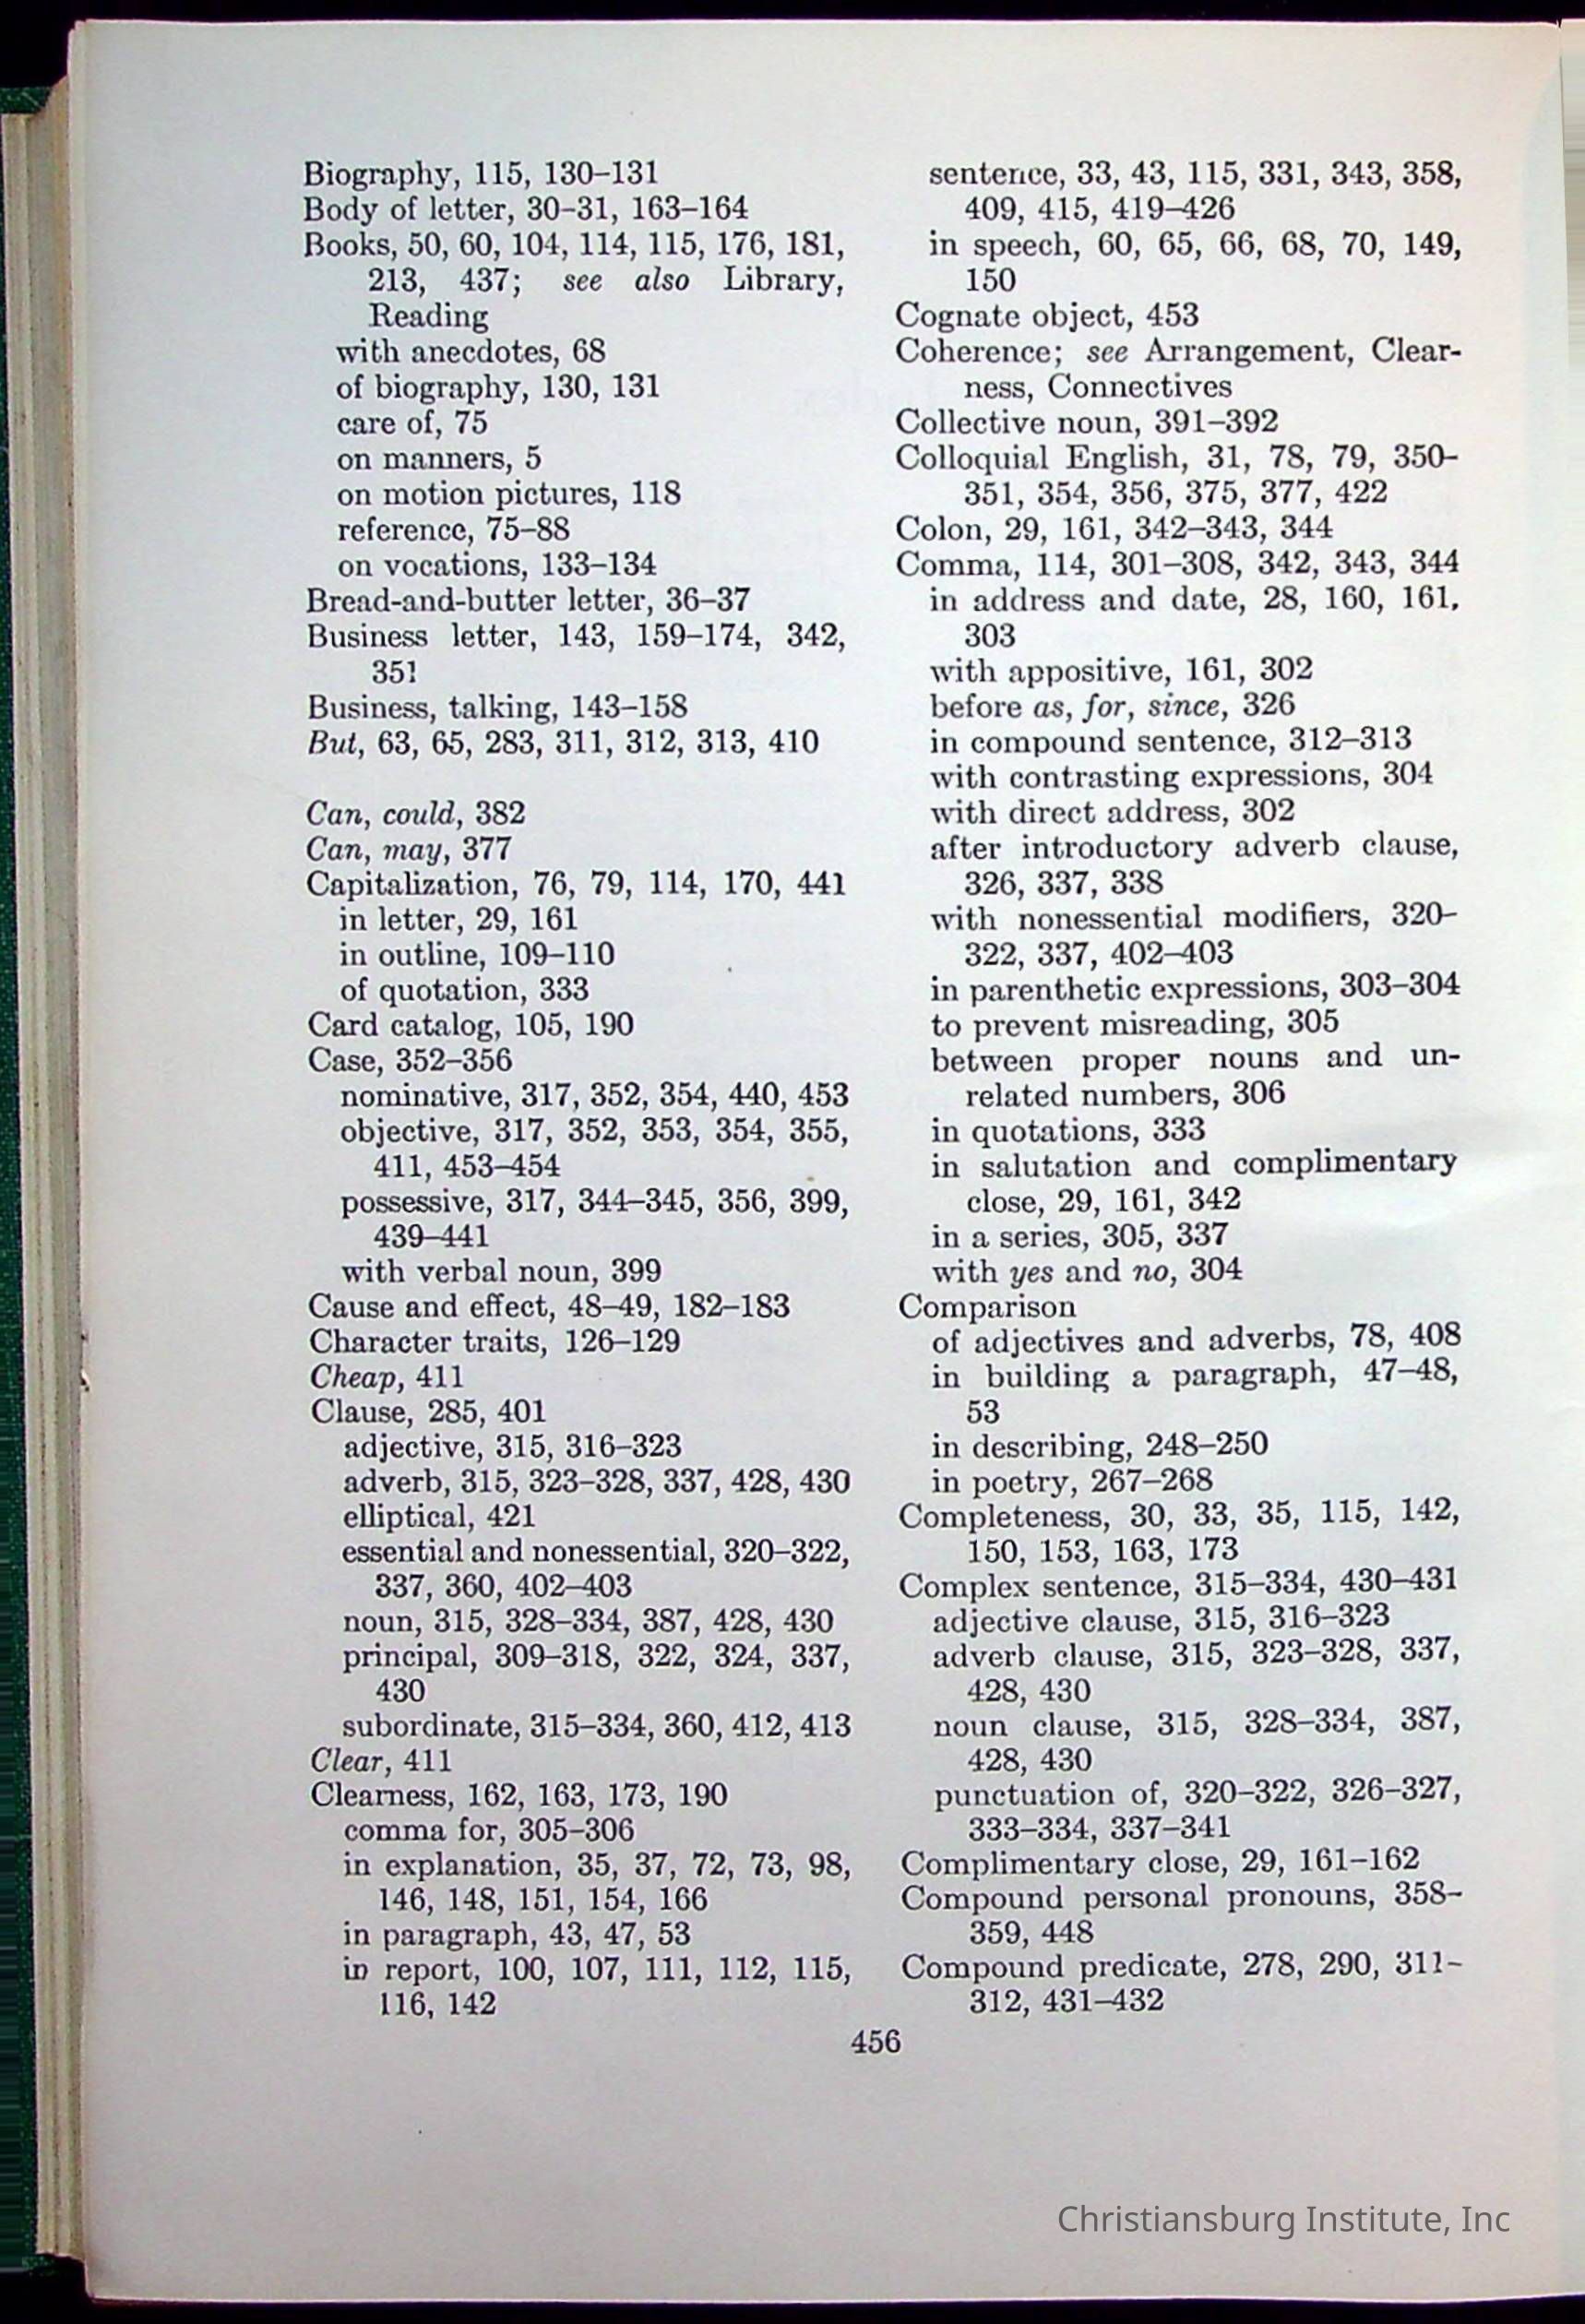 Biography, 115, 130–131
Body of letter, 30–31, 163–164
Books, 50, 60, 104, 114, 115, 176, 181,
213, 437; see also Library,
Reading
with anecdotes, 68
of biography, 130, 131
care of, 75
on manners, 5
on motion pictures, 118
reference, 75–88
on vocations, 133–134
Bread-and-butter letter, 36–37
Business letter, 143, 159–174, 342,
351
Business, talking, 143–158
But, 63, 65, 283, 311, 312, 313, 410
Can, could, 382
Can, may, 377
Capitalization, 76, 79, 114, 170, 441
in letter, 29, 161
in outline, 109–110
of quotation, 333
Card catalog, 105, 190
Case, 352–356
nominative, 317, 352, 354, 440, 453
objective, 317, 352, 353, 354, 355,
411, 453–454
possessive, 317, 344–345, 356, 399,
439–441
with verbal noun, 399
Cause and effect, 48–49, 182–183
Character traits, 126–129
Cheap, 411
Clause, 285, 401
adjective, 315, 316–323
adverb, 315, 323–328, 337, 428, 430
elliptical, 421
essential and nonessential, 320–322,
337, 360, 402–403
noun, 315, 328–334, 387, 428, 430
principal, 309–318, 322, 324, 337,
430
subordinate, 315–334, 360, 412, 413
Clear, 411
Clearness, 162, 163, 173, 190
comma for, 305–306
in explanation, 35, 37, 72, 73, 98,
146, 148, 151, 154, 166
in paragraph, 43, 47, 53
in report, 100, 107, 111, 112, 115,
116, 142
sentence, 33, 43, 115, 331, 343, 358,
409, 415, 419–426
in speech, 60, 65, 66, 68, 70, 149,
150
Cognate object, 453
Coherence; see Arrangement, Clear-
ness, Connectives
Collective noun, 391–392
Colloquial English, 31, 78, 79, 350–
351, 354, 356, 375, 377, 422
Colon, 29, 161, 342–343, 344
Comma, 114, 301–308, 342, 343, 344
in address and date, 28, 160, 161,
303
with appositive, 161, 302
before as, for, since, 326
in compound sentence, 312–313
with contrasting expressions, 304
with direct address, 302
after introductory adverb clause,
326, 337, 338
with nonessential modifiers, 320–
322, 337, 402–403
in parenthetic expressions, 303–304
to prevent misreading, 305
between proper nouns and un-
related numbers, 306
in quotations, 333
in salutation and complimentary
close, 29, 161, 342
in a series, 305, 337
with yes and no, 304
Comparison
of adjectives and adverbs, 78, 408
in building a paragraph, 47–48,
53
in describing, 248–250
in poetry, 267–268
Completeness, 30, 33, 35, 115, 142,
150, 153, 163, 173
Complex sentence, 315–334, 430–431
adjective clause, 315, 316–323
adverb clause, 315, 323–328, 337,
428, 430
noun clause, 315, 328–334, 387,
428, 430
punctuation of, 320–322, 326–327,
333–334, 337–341
Complimentary close, 29, 161–162
Compound personal pronouns, 358–
359, 448
Compound predicate, 278, 290, 311–
312, 431–432
456
Christiansburg Institute, Inc